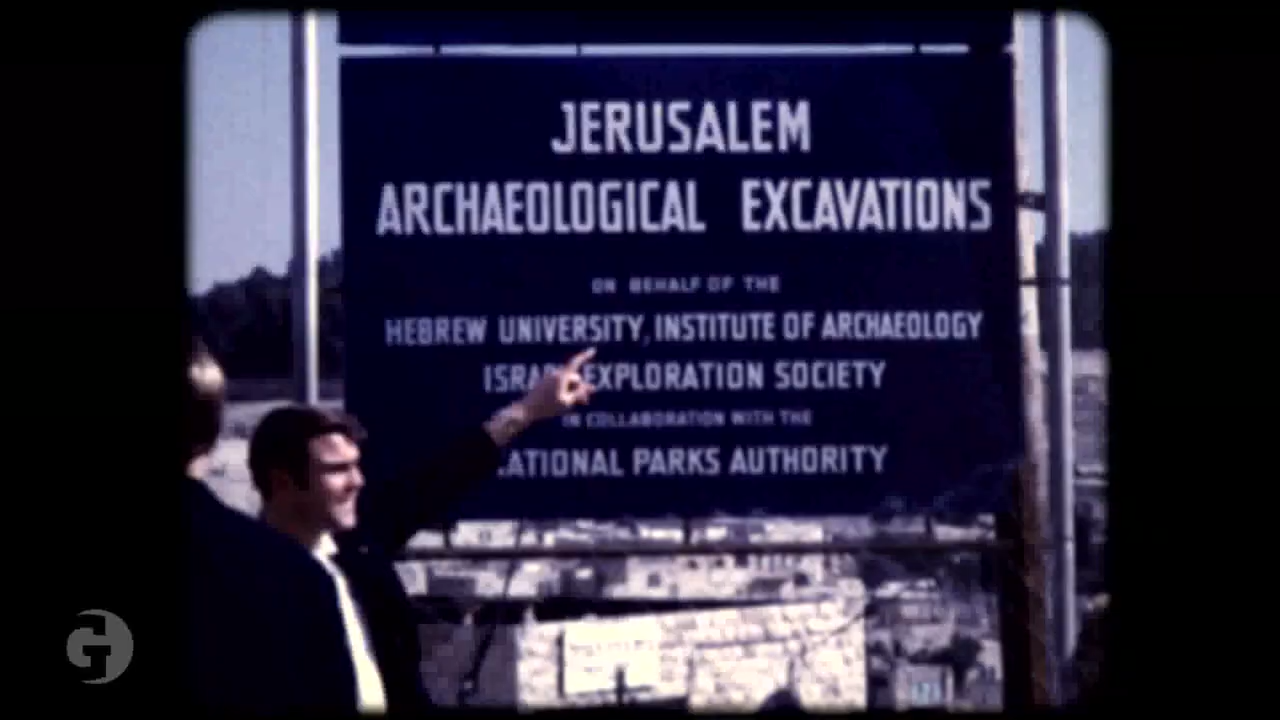 JERUSALEM
ARCHAEOLOGICAL EXCAVATIONS
ON BEHALF OF THE
HEBREW UNIVERSITY, INSTITUTE OF ARCHAEOLOGY
EXPLORATION SOCIETY
IN COLLABORATION WITH THE
PARKS AUTHORITY